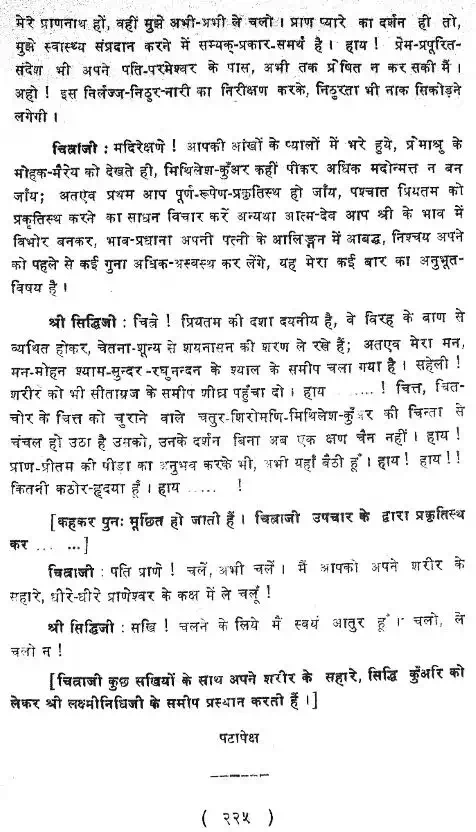 मेरे प्राणनाथ हों, वहीं मुझे अभी-अभी ले चलो । प्राण प्यारे का दर्शन ही तो,
मुझे स्वास्थ्य संप्रदान करने में सम्यक्-प्रकार-समर्थ है । हाय ! प्रेम-प्रपूरित-
संदेश भी अपने पति-परमेश्वर के पास, अभी तक प्रेषित न कर सकी मैं ।
अहो ! इस निर्लज्ज-निठुर-नारी का निरीक्षण करके, निठुरता भी नाक सिकोड़ने
लगेगी ।
चित्राजी : मदिरेक्षणे ! आपकी आंखों के प्यालों में भरे हुये, प्रेमाश्रु के
मोहक-मैरेय को देखते ही, मिथिलेश-कुँअर कहीं पीकर अधिक मदोन्मत्त न बन
जाँय; अतएव प्रथम आप पूर्ण-रूपेण-प्रकृतिस्थ हो जाँय, पश्चात प्रियतम को
प्रकृतिस्थ करने का साधन विचार करें अन्यथा आत्म-देव आप श्री के भाव में
विभोर बनकर, भाव-प्रधाना अपनी पत्नी के आलिङ्गन में आबद्ध, निश्चय अपने
को पहले से कई गुना अधिक-अस्वस्थ कर लेंगे, यह मेरा कई बार का अनुभूत-
विषय है ।
श्री सिद्धिजी : चित्रे ! प्रियतम की दशा दयनीय है, वे विरह के बाण से
व्यथित होकर, चेतना-शून्य से शयनासन की शरण ले रखे हैं; अतएव मेरा मन,
मन-मोहन श्याम-सुन्दर-रघुनन्दन के श्याल के समीप चला गया है । सहेली !
शरीर को भी सीताग्रज के समीप शीघ्र पहुँचा दो । हाय ........ ! चित्त, चित-
चोर के चित्त को चुराने वाले चतुर-शिरोमणि-मिथिलेश-कुँअर की चिन्ता से
चंचल हो उठा है उसको, उनके दर्शन बिना अब एक क्षण चैन नहीं । हाय !
प्राण-प्रीतम की पीड़ा का अनुभव करके भी, अभी यहाँ बैठी हूँ । हाय ! हाय !!
कितनी कठोर-हृदया हूँ । हाय ..... ... !
[कहकर पुनः मूर्छित हो जाती हैं । चित्राजी उपचार के द्वारा प्रकृतिस्थ
कर ... ...]
चित्राजी : पति प्राणे ! चलें, अभी चलें । मैं आपको अपने शरीर के
सहारे, धीरे-धीरे प्राणेश्वर के कक्ष में ले चलूँ !
श्री सिद्धिजी : सखि ! चलने के लिये मैं स्वयं आतुर हूँ । चलो, ले
चलो न !
[चित्राजी कुछ सखियों के साथ अपने शरीर के सहारे, सिद्धि कुँअरि को
लेकर श्री लक्ष्मीनिधिजी के समीप प्रस्थान करती हैं ।]
पटापेक्ष
( २२५ )